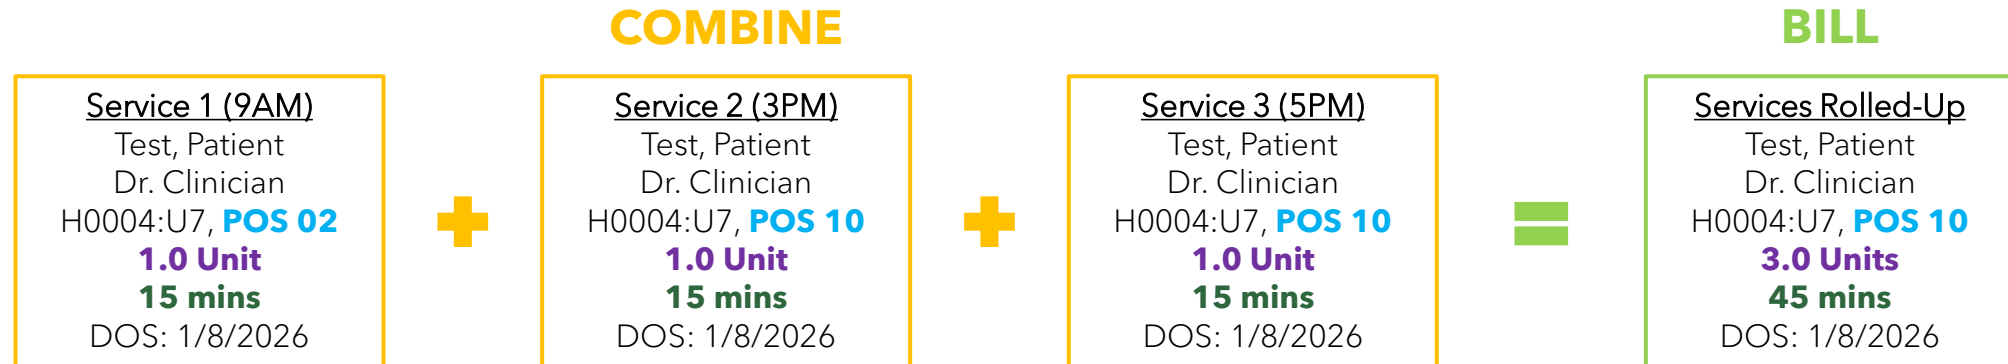 COMBINE
BILL
Service 1 (9AM)
Test, Patient
Dr. Clinician
H0004:U7, POS 02
1.0 Unit
15 mins
DOS: 1/8/2026
Service 2 (3PM)
Test, Patient
Dr. Clinician
H0004:U7, POS 10
1.0 Unit
15 mins
DOS: 1/8/2026
Service 3 (5PM)
Test, Patient
Dr. Clinician
H0004:U7, POS 10
1.0 Unit
15 mins
DOS: 1/8/2026
Services Rolled-Up
Test, Patient
Dr. Clinician
H0004:U7, POS 10
3.0 Units
45 mins
DOS: 1/8/2026